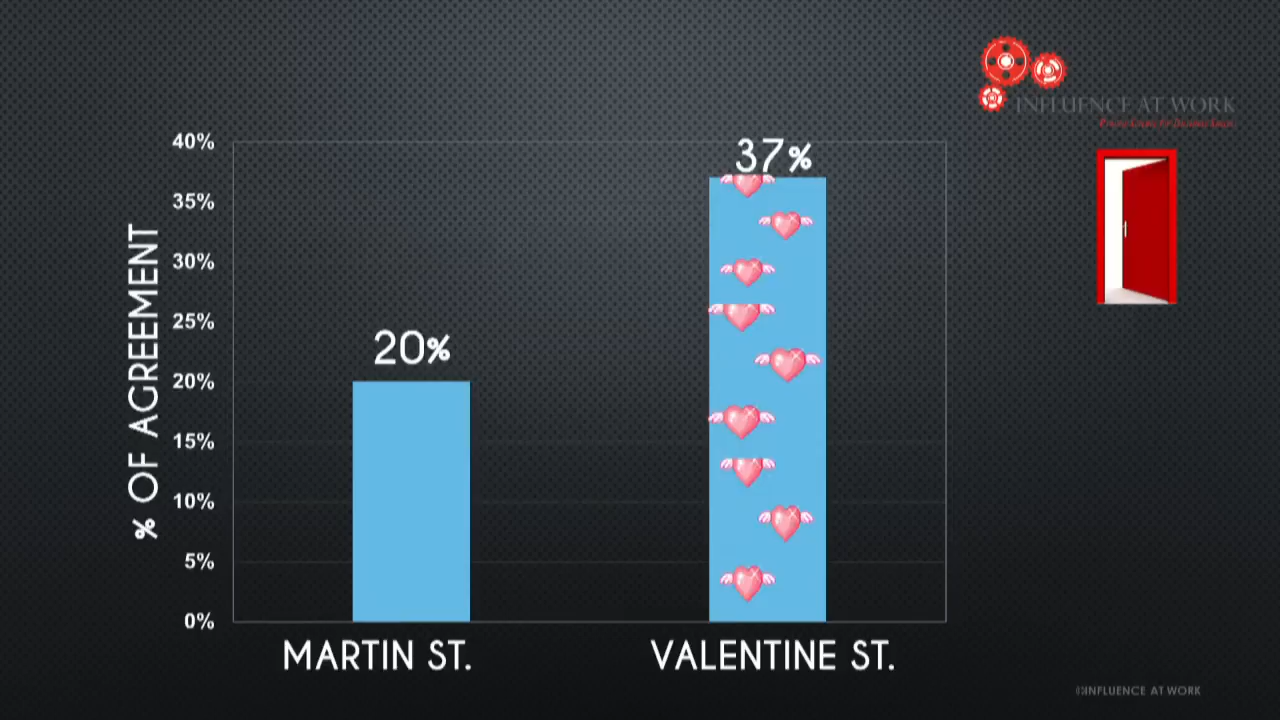 INFLUENCE AT WORK
40%
35%
30%
25%
20%
15%
10%
5%
0%
% OF AGREEMENT
20%
37%
MARTIN ST.
VALENTINE ST.
©INFLUENCE AT WORK